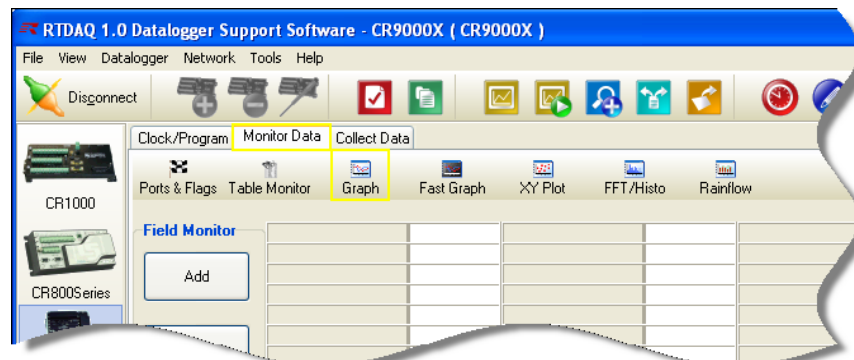 RTDAQ 1.0 Datalogger Support Software - CR9000X ( CR9000X )
File View Datalogger Network Tools Help
Disconnect
Clock/Program Monitor Data Collect Data
Ports & Flags Table Monitor Graph Fast Graph XY Plot FFT/Histo Rainflow
CR1000
Field Monitor
Add
CR800Series